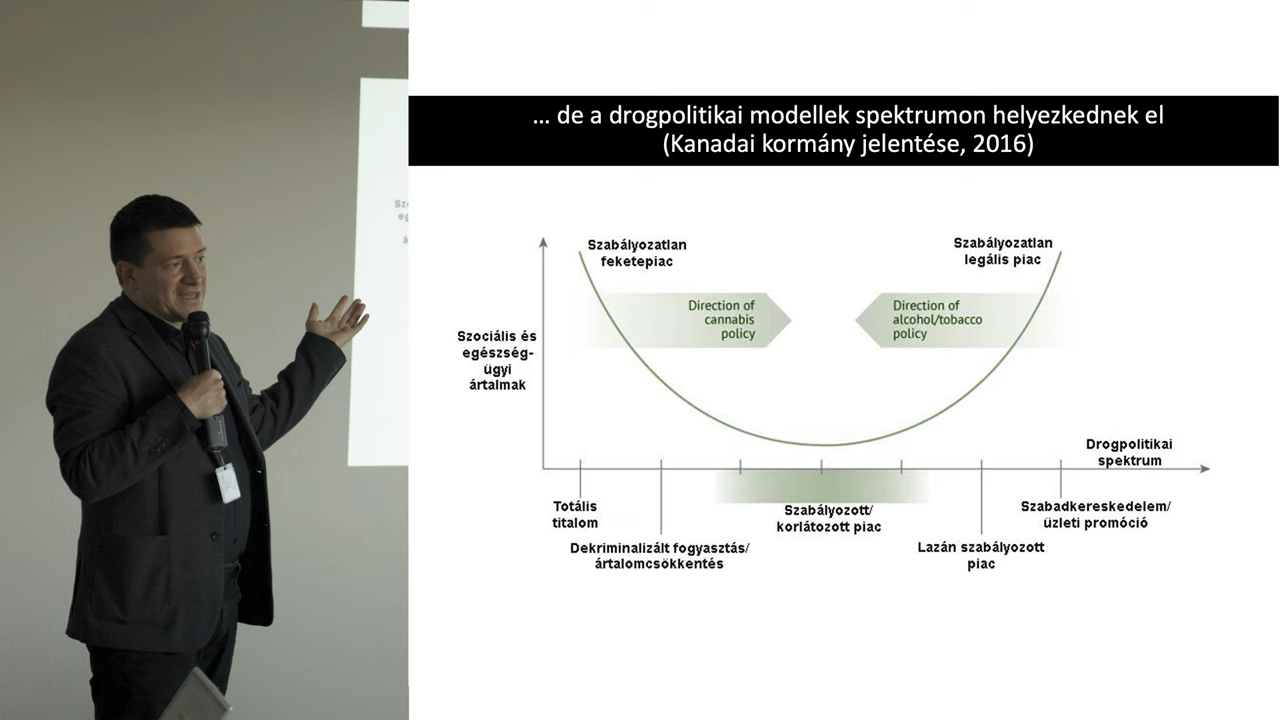 ... de a drogpolitikai modellek spektrumon helyezkednek el
(Kanadai kormány jelentése, 2016)
Szabályozatlan
feketepiac
Szabályozatlan
legális piac
Direction of
cannabis
policy
Direction of
alcohol/tobacco
policy
Szociális és
egészség-
ügyi
ártalmak
Drogpolitikai
spektrum
Totális
titalom
Dekriminalizált fogyasztás/
ártalomcsökkentés
Szabályozott/
korlátozott piac
Lazán szabályozott
piac
Szabadkereskedelem/
üzleti promóció